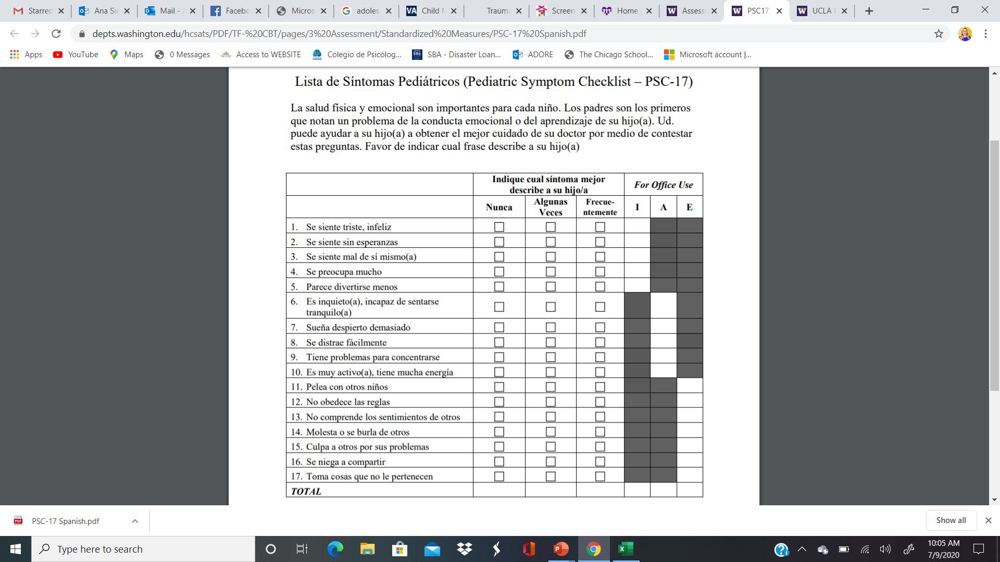 Starred
Ana Sie
Mail -
Facebo
Micros
adoles
VA Child M
Trauma
Screen
Home
Assess
PSC17
UCLA
depts.washington.edu/hcsats/PDF/TF-%20CBT/pages/3%20Assessment/Standardized%20Measures/PSC-17%20Spanish.pdf
Apps YouTube Maps 0 Messages Access to WEBSITE Colegio de Psicólog... SBA - Disaster Loan... ADORE The Chicago School... Microsoft account |...
Lista de Síntomas Pediátricos (Pediatric Symptom Checklist – PSC-17)
La salud física y emocional son importantes para cada niño. Los padres son los primeros
que notan un problema de la conducta emocional o del aprendizaje de su hijo(a). Ud.
puede ayudar a su hijo(a) a obtener el mejor cuidado de su doctor por medio de contestar
estas preguntas. Favor de indicar cual frase describe a su hijo(a)
Indique cual síntoma mejor
describe a su hijo/a
For Office Use
Nunca
Algunas
Veces
Frecue-
ntemente
I A E
1. Se siente triste, infeliz
2. Se siente sin esperanzas
3. Se siente mal de sí mismo(a)
4. Se preocupa mucho
5. Parece divertirse menos
6. Es inquieto(a), incapaz de sentarse
tranquilo(a)
7. Sueña despierto demasiado
8. Se distrae fácilmente
9. Tiene problemas para concentrarse
10. Es muy activo(a), tiene mucha energía
11. Pelea con otros niños
12. No obedece las reglas
13. No comprende los sentimientos de otros
14. Molesta o se burla de otros
15. Culpa a otros por sus problemas
16. Se niega a compartir
17. Toma cosas que no le pertenecen
TOTAL
PSC-17 Spanish.pdf
Show all
Type here to search
10:05 AM
7/9/2020